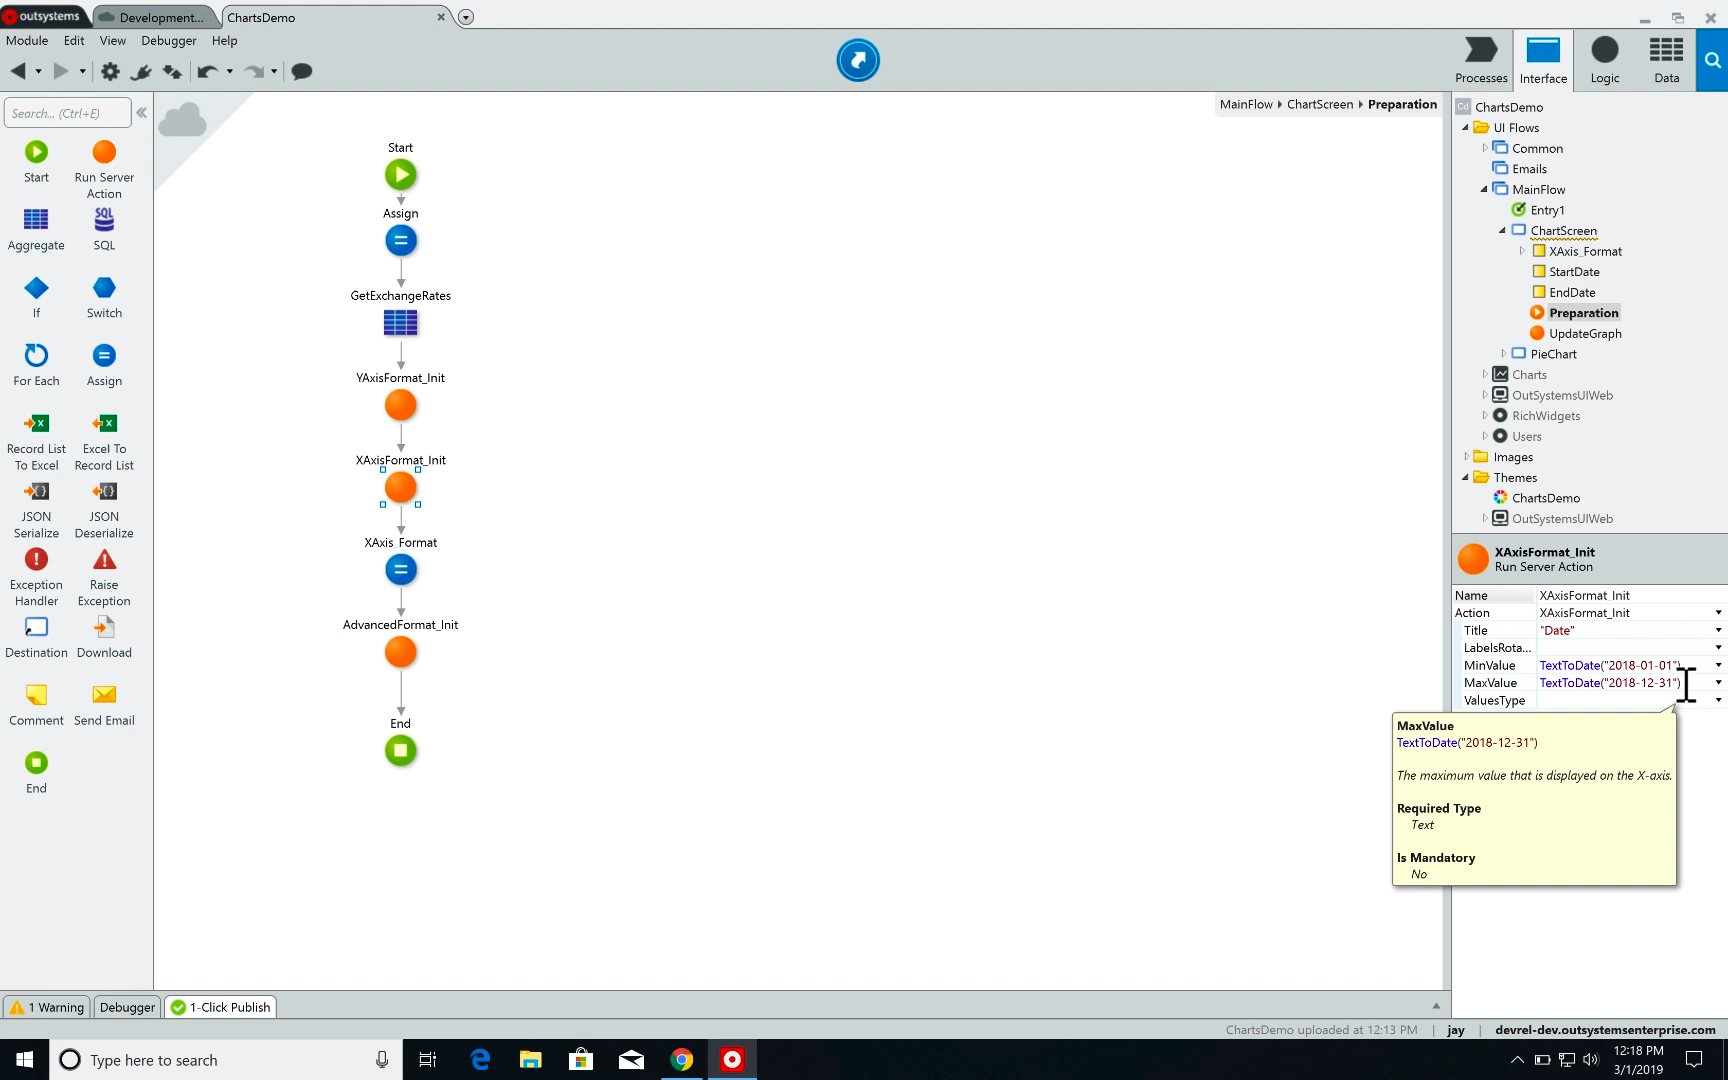 outsystems
Development...
ChartsDemo
Module Edit View Debugger Help
Processes Interface Logic Data
Search... (Ctrl+E)
Start
Run Server
Action
Aggregate
SQL
If
Switch
For Each
Assign
Record List
To Excel
Excel To
Record List
JSON
Serialize
JSON
Deserialize
Exception
Handler
Raise
Exception
Destination
Download
Comment
Send Email
End
MainFlow ChartScreen Preparation
Start
Assign
GetExchangeRates
YAxisFormat_Init
XAxisFormat_Init
XAxis_Format
AdvancedFormat_Init
End
Cd ChartsDemo
UI Flows
Common
Emails
MainFlow
Entry1
ChartScreen
XAxis_Format
StartDate
EndDate
Preparation
UpdateGraph
PieChart
Charts
OutSystemsUIWeb
RichWidgets
Users
Images
Themes
ChartsDemo
OutSystemsUIWeb
XAxisFormat_Init
Run Server Action
Name XAxisFormat_Init
Action XAxisFormat_Init
Title "Date"
LabelsRota...
MinValue TextToDate("2018-01-01")
MaxValue TextToDate("2018-12-31")
ValuesType
MaxValue
TextToDate("2018-12-31")
The maximum value that is displayed on the X-axis.
Required Type
Text
Is Mandatory
No
1 Warning Debugger 1-Click Publish
ChartsDemo uploaded at 12:13 PM | jay | devrel-dev.outsystemsenterprise.com
Type here to search
12:18 PM
3/1/2019